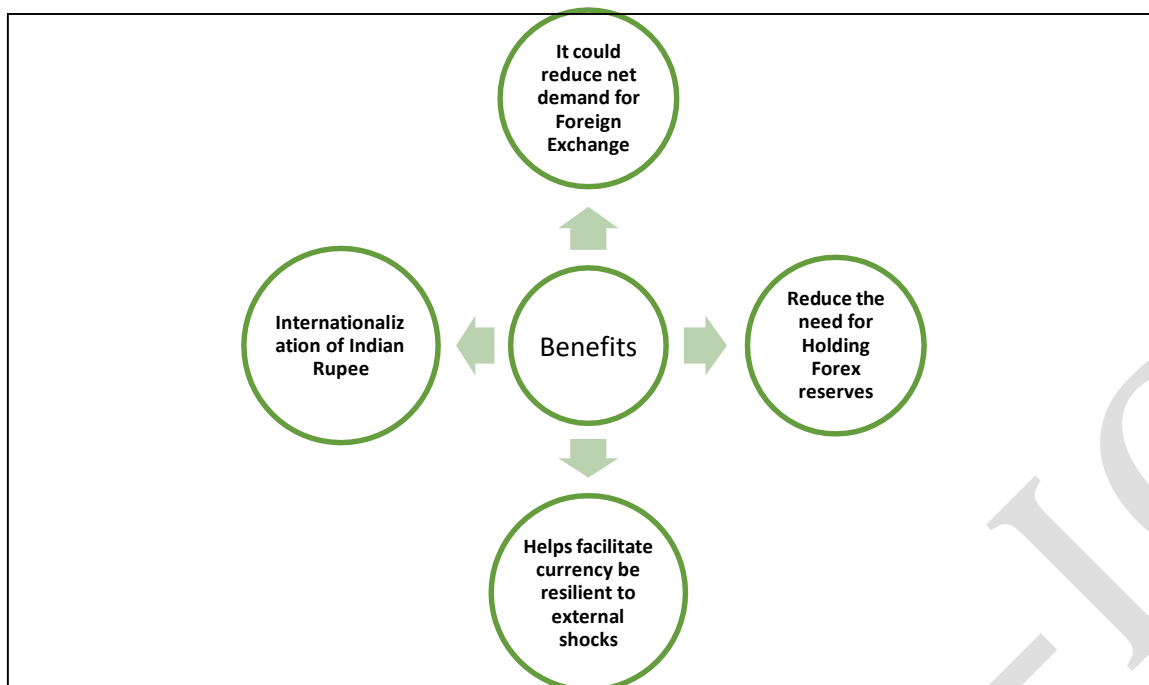 It could
reduce net
demand for
Foreign
Exchange
Internationaliz
ation of Indian
Rupee
Benefits
Reduce the
need for
Holding
Forex
reserves
Helps facilitate
currency be
resilient to
external
shocks